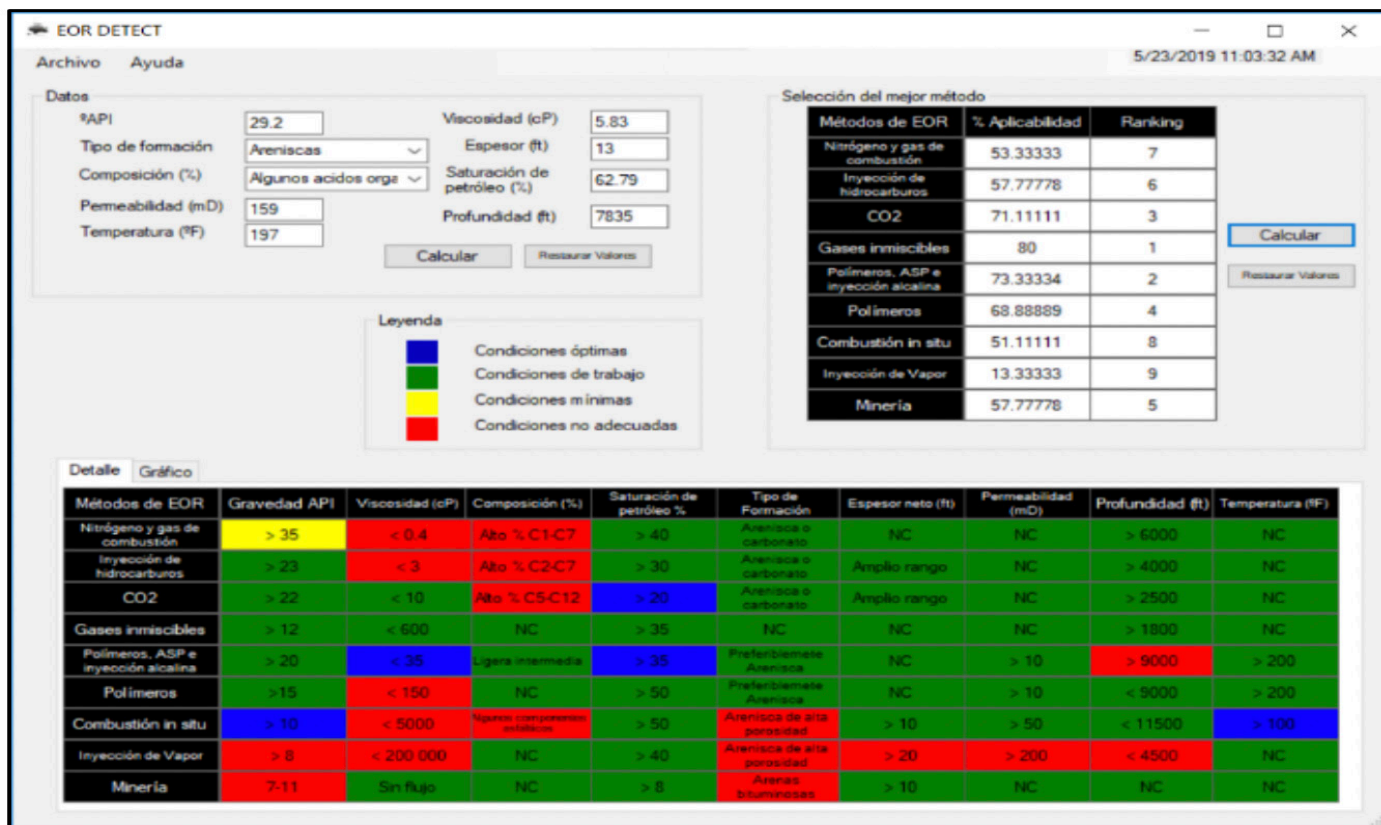 EOR DETECT
Archivo Ayuda
5/23/2019 11:03:32 AM
Datos
ºAPI 29.2
Tipo de formación Areniscas
Composición (%) Algunos acidos orga
Permeabilidad (mD) 159
Temperatura (ºF) 197
Viscosidad (cP) 5.83
Espesor (ft) 13
Saturación de
petróleo (%) 62.79
Profundidad (ft) 7835
Calcular Restaurar Valores
Selección del mejor método
Métodos de EOR % Aplicabilidad Ranking
Nitrógeno y gas de
combustión 53.33333 7
Inyección de
hidrocarburos 57.77778 6
CO2 71.11111 3
Gases inmiscibles 80 1
Polímeros, ASP e
inyección alcalina 73.33334 2
Polímeros 68.88889 4
Combustión in situ 51.11111 8
Inyección de Vapor 13.33333 9
Minería 57.77778 5
Calcular
Restaurar Valores
Leyenda
Condiciones óptimas
Condiciones de trabajo
Condiciones mínimas
Condiciones no adecuadas
Detalle Gráfico
Métodos de EOR Gravedad API Viscosidad (cP) Composición (%) Saturación de petróleo % Tipo de Formación Espesor neto (ft) Permeabilidad (mD) Profundidad (ft) Temperatura (ºF)
Nitrógeno y gas de combustión > 35 < 0.4 Alto % C1-C7 > 40 Arenisca o carbonato NC NC > 6000 NC
Inyección de hidrocarburos > 23 < 3 Alto % C2-C7 > 30 Arenisca o carbonato Amplio rango NC > 4000 NC
CO2 > 22 < 10 Alto % C5-C12 > 20 Arenisca o carbonato Amplio rango NC > 2500 NC
Gases inmiscibles > 12 < 600 NC > 35 NC NC NC > 1800 NC
Polímeros, ASP e inyección alcalina > 20 < 35 Ligera intermedia > 35 Preferiblemete Arenisca NC > 10 > 9000 > 200
Polímeros >15 < 150 NC > 50 Preferiblemete Arenisca NC > 10 < 9000 > 200
Combustión in situ > 10 < 5000 Algunos componentes > 50 Arenisca de alta porosidad > 10 > 50 < 11500 > 100
Inyección de Vapor > 8 < 200 000 NC > 40 Arenisca de alta porosidad > 20 > 200 < 4500 NC
Minería 7-11 Sin flujo NC > 8 Arenas bituminosas > 10 NC NC NC